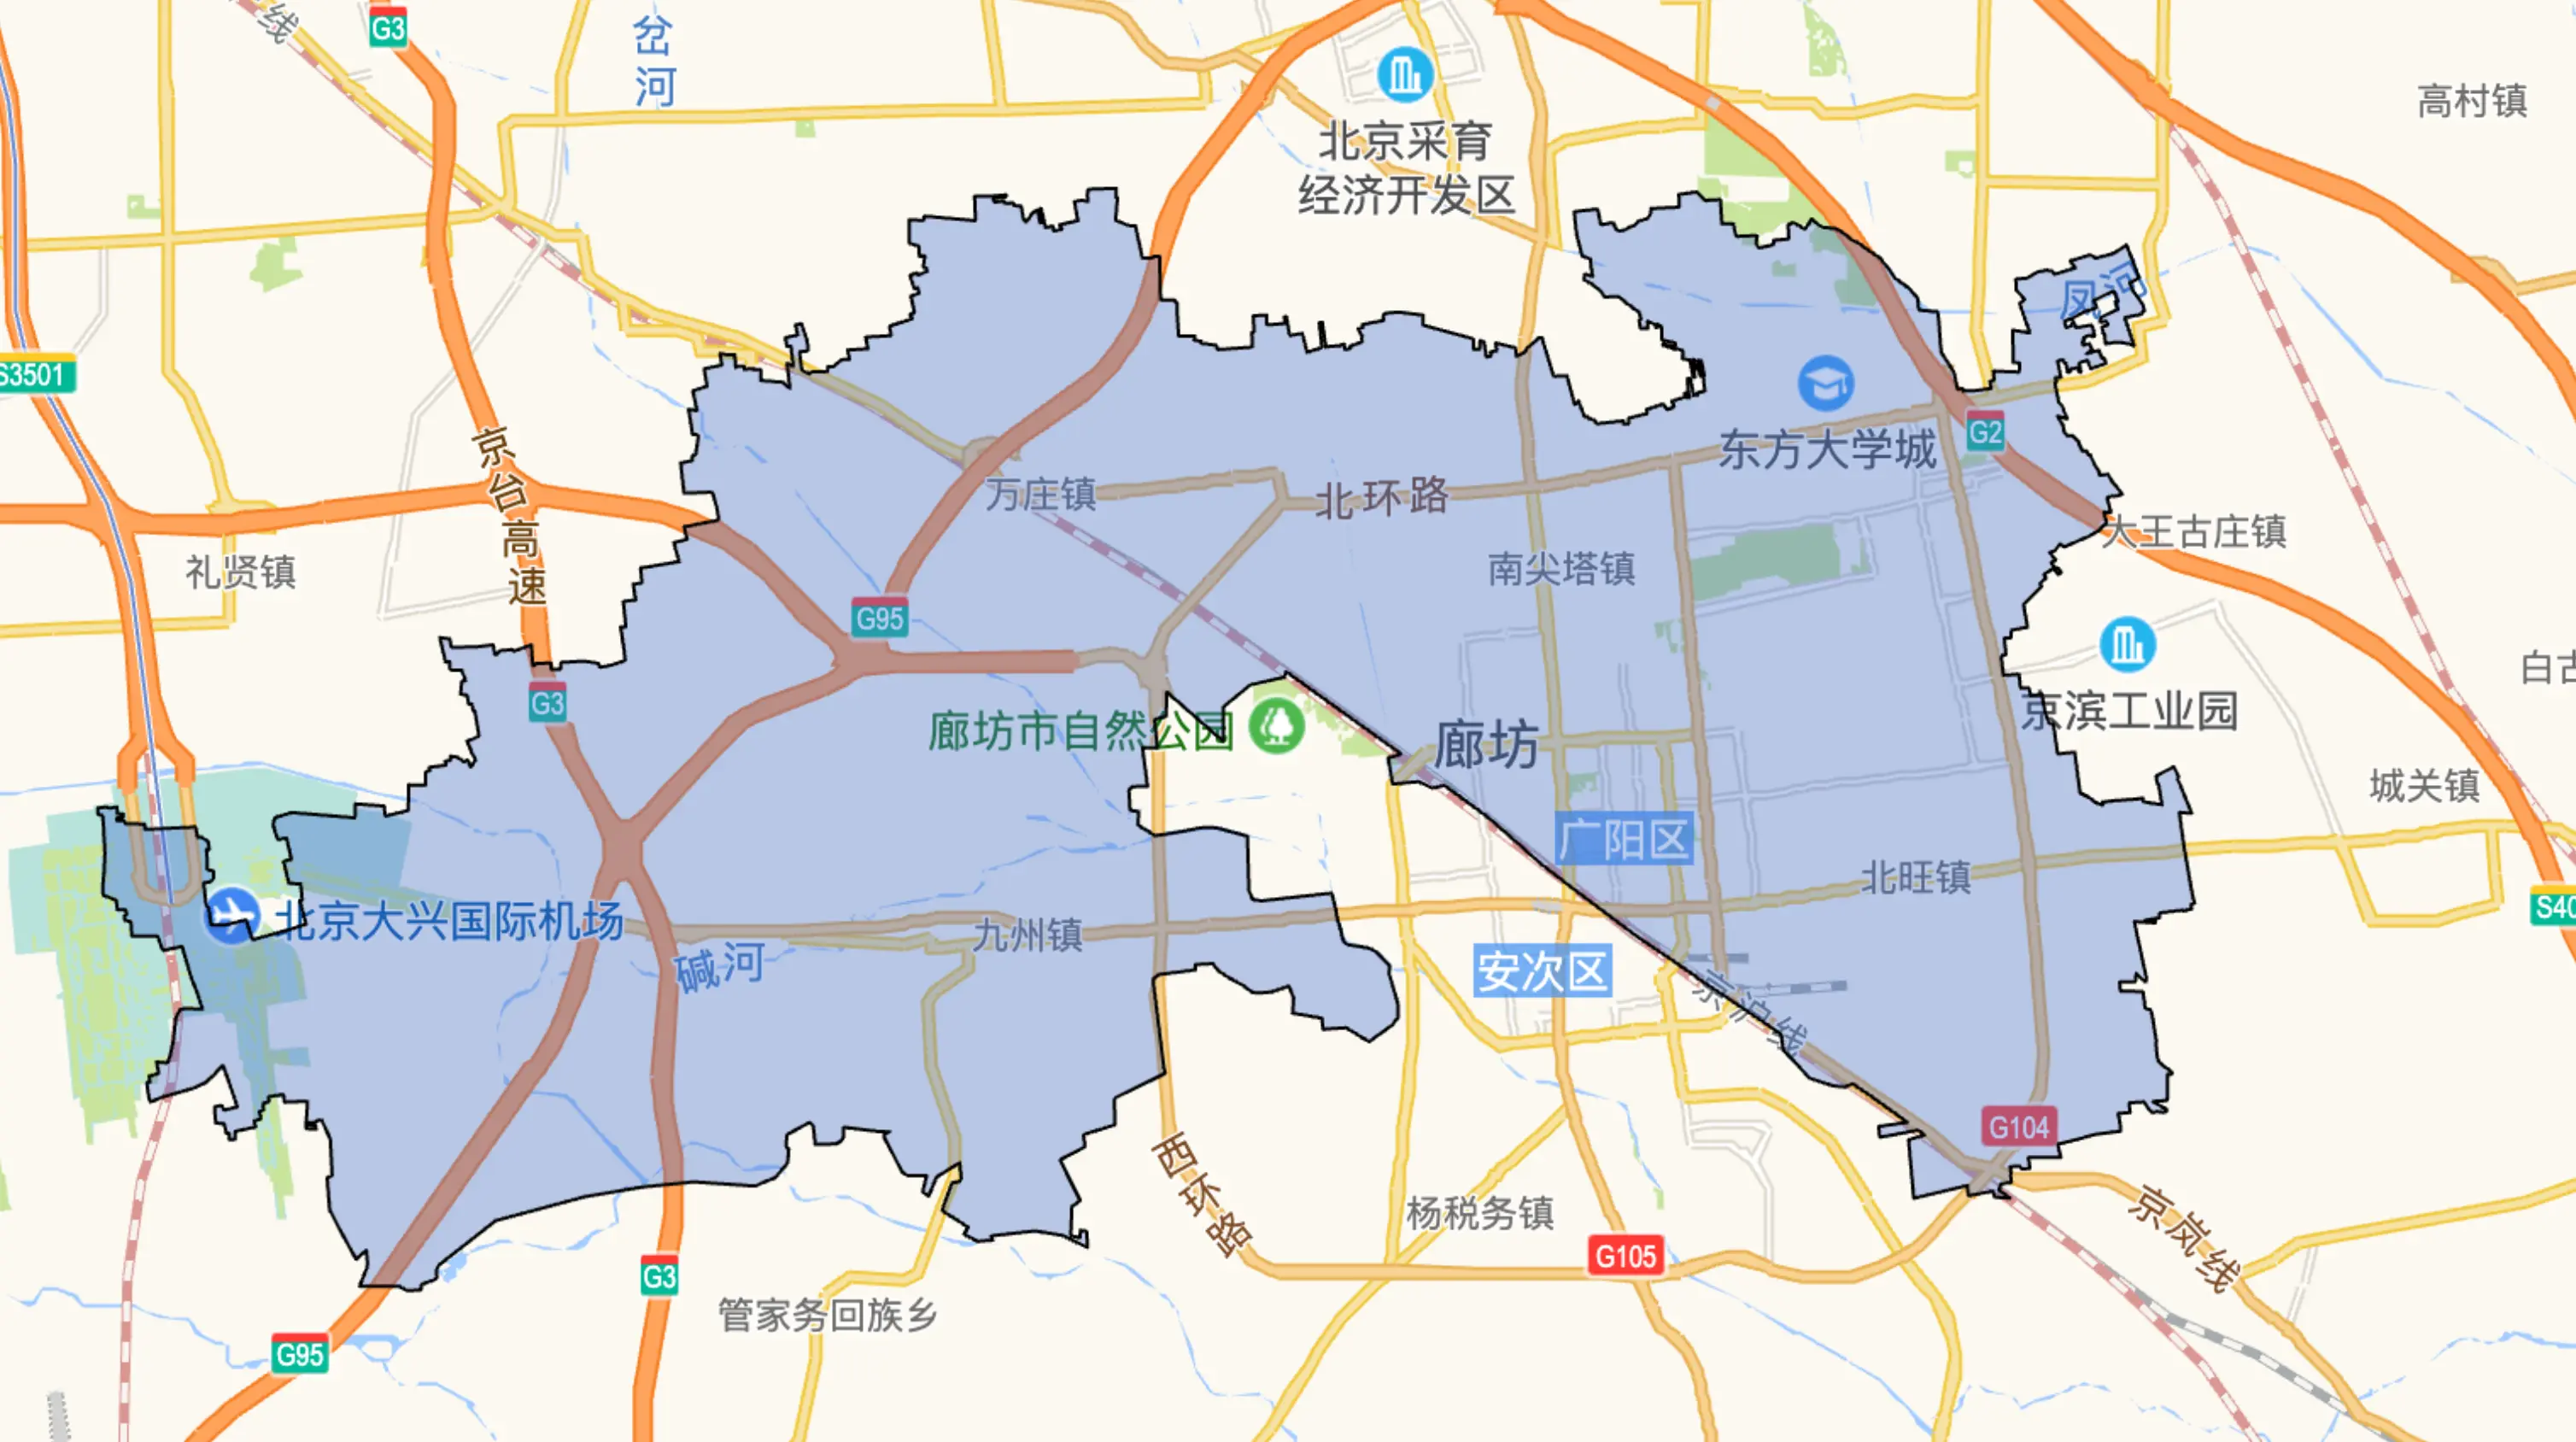 线
G3
岔
河
高村镇
北京采育
经济开发区
凤河
S3501
京
台
高
速
东方大学城
G2
万庄镇
北环路
大王古庄镇
礼贤镇
南尖塔镇
G95
白古
G3
廊坊市自然公园
廊坊
京滨工业园
城关镇
广阳区
北旺镇
北京大兴国际机场
九州镇
S40
碱河
安次区
京沪线
G104
西
环
路
杨税务镇
京岚线
G105
G3
管家务回族乡
G95